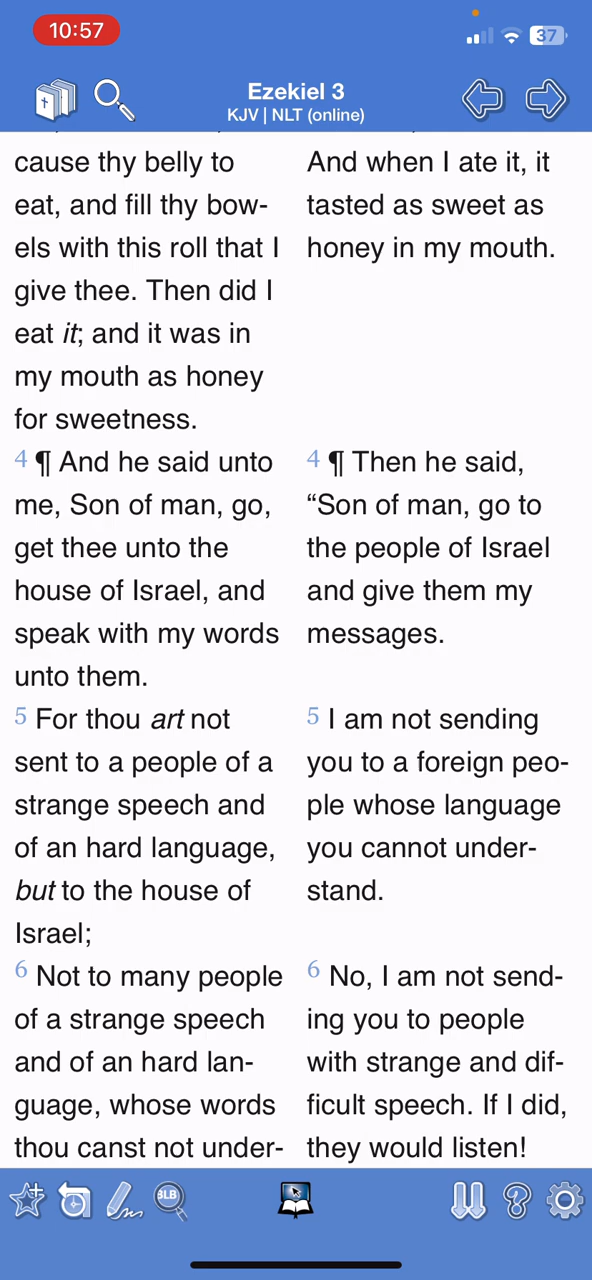 10:57
37
Ezekiel 3
KJV | NLT (online)
cause thy belly to
eat, and fill thy bow-
els with this roll that I
give thee. Then did I
eat it; and it was in
my mouth as honey
for sweetness.
4 ¶ And he said unto
me, Son of man, go,
get thee unto the
house of Israel, and
speak with my words
unto them.
5 For thou art not
sent to a people of a
strange speech and
of an hard language,
but to the house of
Israel;
6 Not to many people
of a strange speech
and of an hard lan-
guage, whose words
thou canst not under-
And when I ate it, it
tasted as sweet as
honey in my mouth.
4 ¶ Then he said,
“Son of man, go to
the people of Israel
and give them my
messages.
5 I am not sending
you to a foreign peo-
ple whose language
you cannot under-
stand.
6 No, I am not send-
ing you to people
with strange and dif-
ficult speech. If I did,
they would listen!
BLB